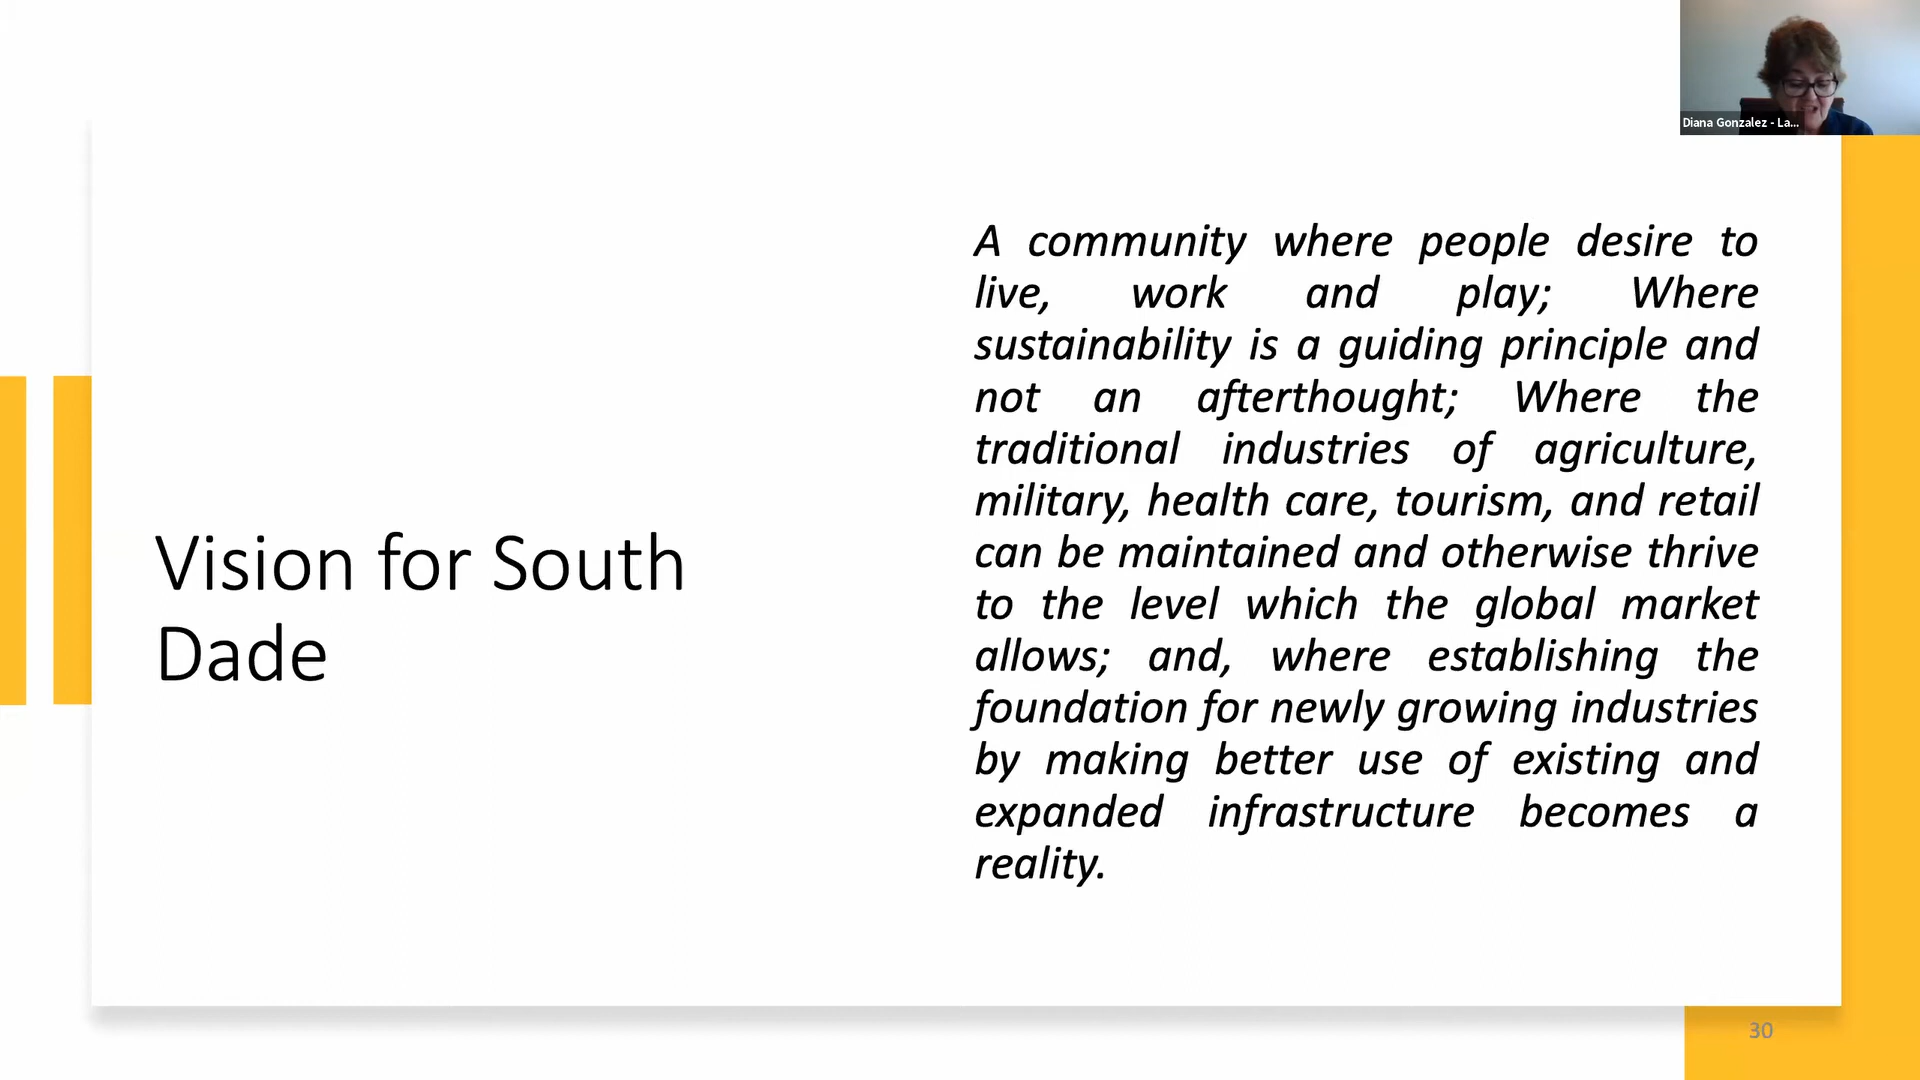 Diana Gonzalez - La...
Vision for South
Dade
A community where people desire to
live, work and play; Where
sustainability is a guiding principle and
not an afterthought; Where the
traditional industries of agriculture,
military, health care, tourism, and retail
can be maintained and otherwise thrive
to the level which the global market
allows; and, where establishing the
foundation for newly growing industries
by making better use of existing and
expanded infrastructure becomes a
reality.
30